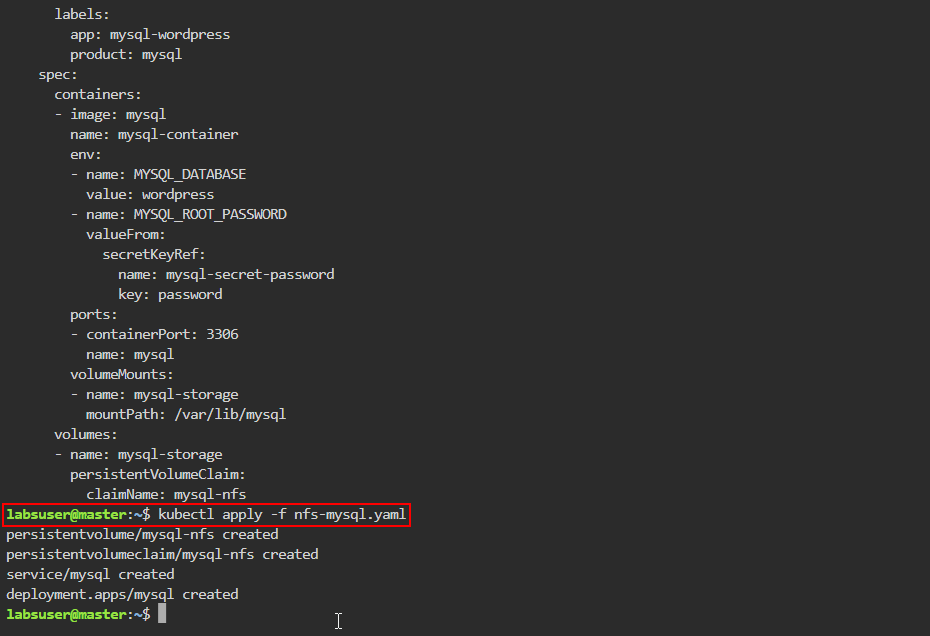 labels:
app: mysql-wordpress
product: mysql
spec:
containers:
- image: mysql
name: mysql-container
env:
- name: MYSQL_DATABASE
value: wordpress
- name: MYSQL_ROOT_PASSWORD
valueFrom:
secretKeyRef:
name: mysql-secret-password
key: password
ports:
- containerPort: 3306
name: mysql
volumeMounts:
- name: mysql-storage
mountPath: /var/lib/mysql
volumes:
- name: mysql-storage
persistentVolumeClaim:
claimName: mysql-nfs
labsuser@master:~$ kubectl apply -f nfs-mysql.yaml
persistentvolume/mysql-nfs created
persistentvolumeclaim/mysql-nfs created
service/mysql created
deployment.apps/mysql created
labsuser@master:~$